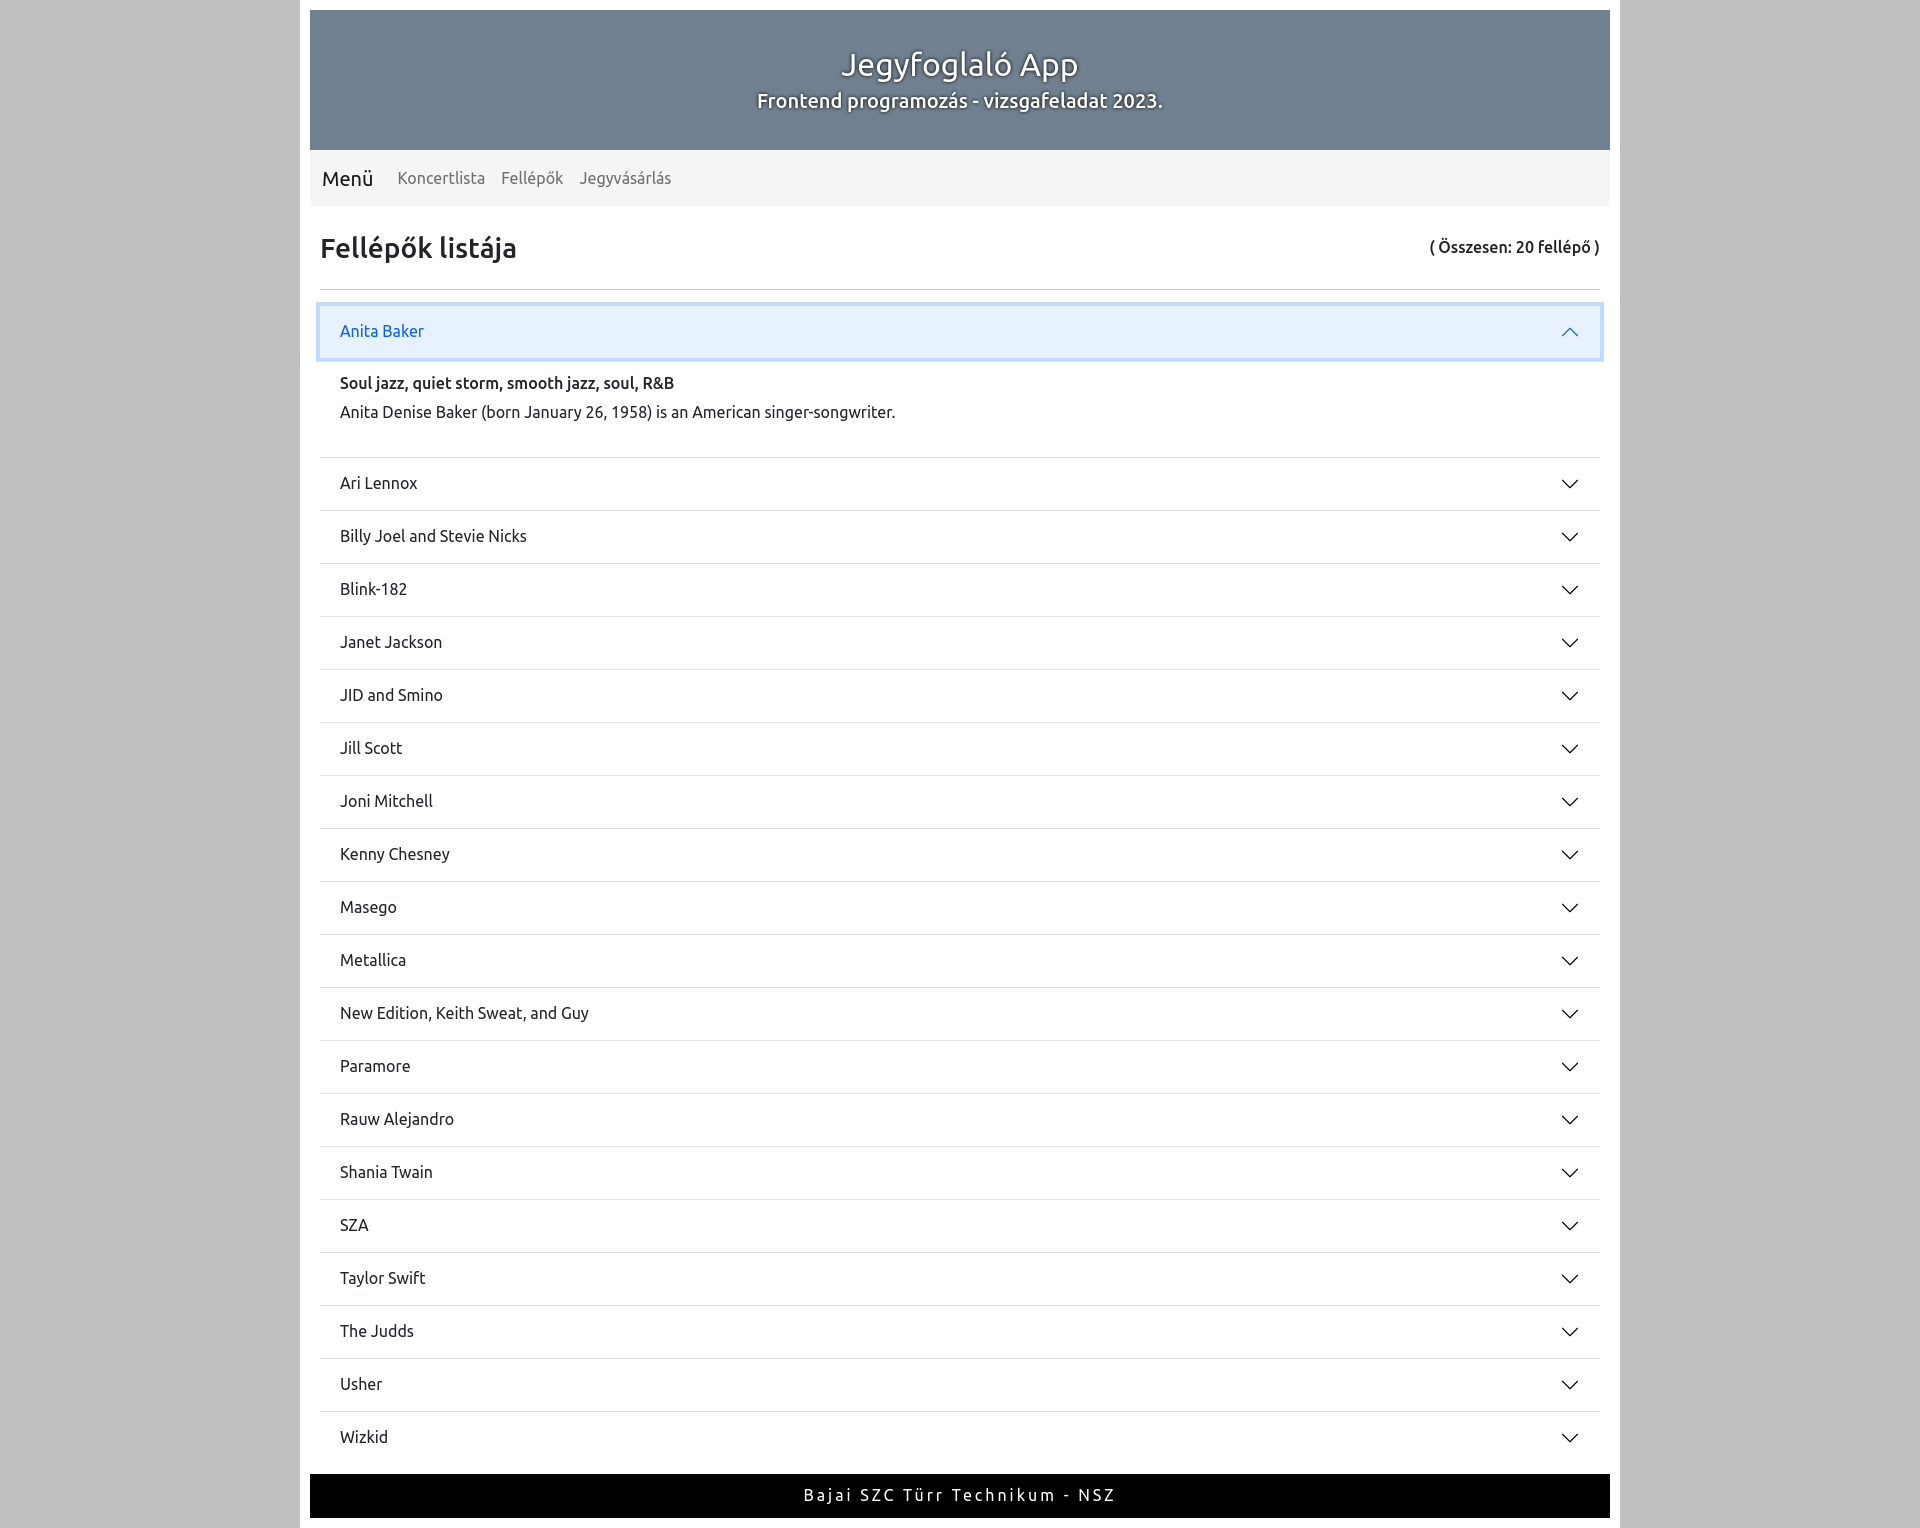 Jegyfoglaló App
Frontend programozás - vizsgafeladat 2023.
Menü Koncertlista Fellépők Jegyvásárlás
Fellépők listája ( Összesen: 20 fellépő )
Anita Baker
Soul jazz, quiet storm, smooth jazz, soul, R&B
Anita Denise Baker (born January 26, 1958) is an American singer-songwriter.
Ari Lennox
Billy Joel and Stevie Nicks
Blink-182
Janet Jackson
JID and Smino
Jill Scott
Joni Mitchell
Kenny Chesney
Masego
Metallica
New Edition, Keith Sweat, and Guy
Paramore
Rauw Alejandro
Shania Twain
SZA
Taylor Swift
The Judds
Usher
Wizkid
Bajai SZC Türr Technikum - NSZ